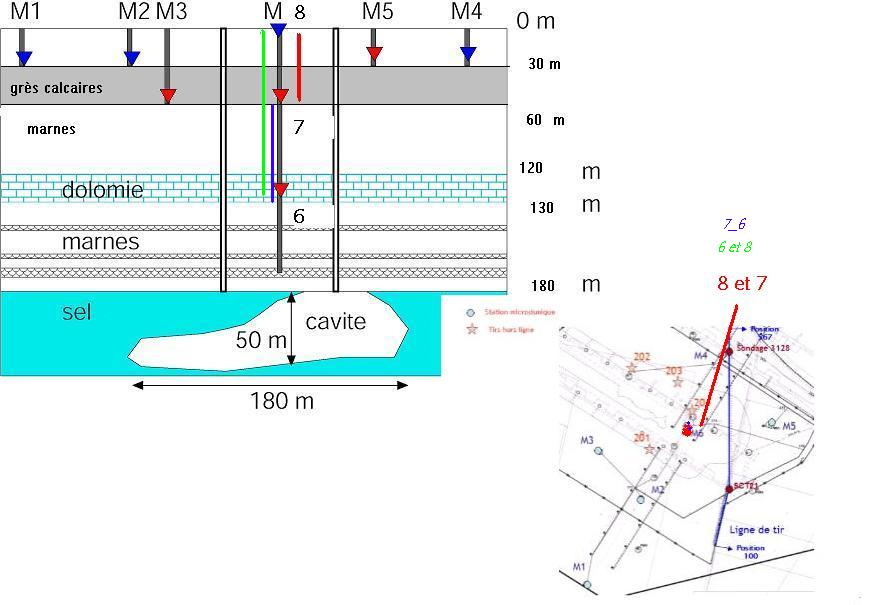 M1 M2 M3 M 8 M5 M4 0 m
30 m
grès calcaires
60 m
marnes
7
120 m
dolomie
130 m
6
marnes
7_6
6 et 8
180 m
8 et 7
sel
Station microsismique
cavite
Tirs hors ligne
50 m
Position
567
Sondage 3128
M4
202
203
180 m
M5
M6
M3
201
M2
SCT21
Ligne de tir
Position
100
M1